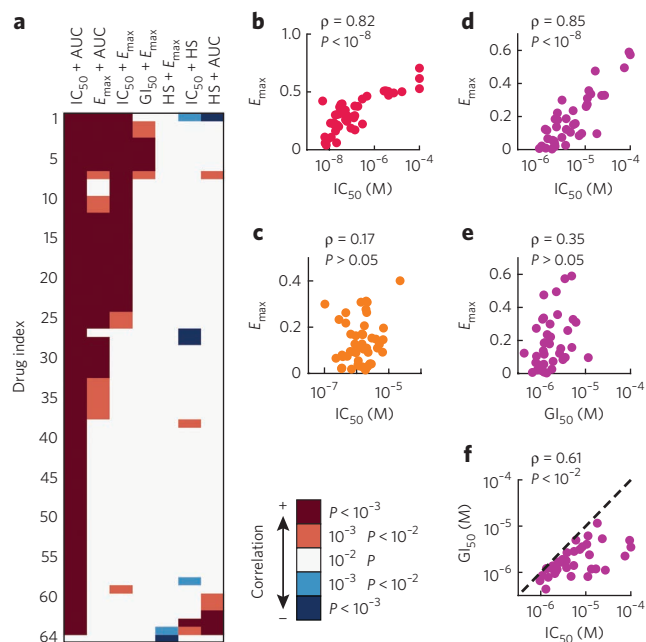 a
IC50 + AUC
Emax + AUC
IC50 + Emax
GI50 + Emax
HS + Emax
IC50 + HS
HS + AUC
Drug index
1
5
10
15
20
25
30
35
40
45
50
55
60
64
b
ρ = 0.82
P < 10⁻⁸
Emax
1.0
0.5
0
10⁻⁸ 10⁻⁶ 10⁻⁴
IC50 (M)
c
ρ = 0.17
P > 0.05
Emax
0.4
0.2
0
10⁻⁷ 10⁻⁵
IC50 (M)
+
Correlation
−
P < 10⁻³
10⁻³ P < 10⁻²
10⁻² P
10⁻³ P < 10⁻²
P < 10⁻³
d
ρ = 0.85
P < 10⁻⁸
Emax
0.6
0.4
0.2
0
10⁻⁶ 10⁻⁵ 10⁻⁴
IC50 (M)
e
ρ = 0.35
P > 0.05
Emax
0.6
0.4
0.2
0
10⁻⁶ 10⁻⁵ 10⁻⁴
GI50 (M)
f
ρ = 0.61
P < 10⁻²
GI50 (M)
10⁻⁴
10⁻⁵
10⁻⁶
10⁻⁶ 10⁻⁵ 10⁻⁴
IC50 (M)